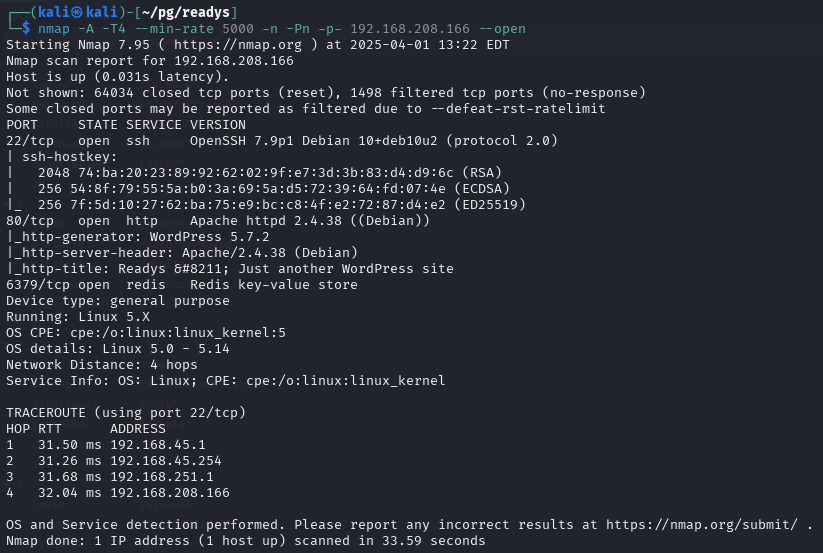 ┌──(kali㉿kali)-[~/pg/readys]
└─$ nmap -A -T4 --min-rate 5000 -n -Pn -p- 192.168.208.166 --open
Starting Nmap 7.95 ( https://nmap.org ) at 2025-04-01 13:22 EDT
Nmap scan report for 192.168.208.166
Host is up (0.031s latency).
Not shown: 64034 closed tcp ports (reset), 1498 filtered tcp ports (no-response)
Some closed ports may be reported as filtered due to --defeat-rst-ratelimit
PORT     STATE SERVICE VERSION
22/tcp   open  ssh     OpenSSH 7.9p1 Debian 10+deb10u2 (protocol 2.0)
| ssh-hostkey:
|   2048 74:ba:20:23:89:92:62:02:9f:e7:3d:3b:83:d4:d9:6c (RSA)
|   256 54:8f:79:55:5a:b0:3a:69:5a:d5:72:39:64:fd:07:4e (ECDSA)
|_  256 7f:5d:10:27:62:ba:75:e9:bc:c8:4f:e2:72:87:d4:e2 (ED25519)
80/tcp   open  http    Apache httpd 2.4.38 ((Debian))
|_http-generator: WordPress 5.7.2
|_http-server-header: Apache/2.4.38 (Debian)
|_http-title: Readys &#8211; Just another WordPress site
6379/tcp open  redis   Redis key-value store
Device type: general purpose
Running: Linux 5.X
OS CPE: cpe:/o:linux:linux_kernel:5
OS details: Linux 5.0 - 5.14
Network Distance: 4 hops
Service Info: OS: Linux; CPE: cpe:/o:linux:linux_kernel

TRACEROUTE (using port 22/tcp)
HOP RTT      ADDRESS
1   31.50 ms 192.168.45.1
2   31.26 ms 192.168.45.254
3   31.68 ms 192.168.251.1
4   32.04 ms 192.168.208.166

OS and Service detection performed. Please report any incorrect results at https://nmap.org/submit/ .
Nmap done: 1 IP address (1 host up) scanned in 33.59 seconds